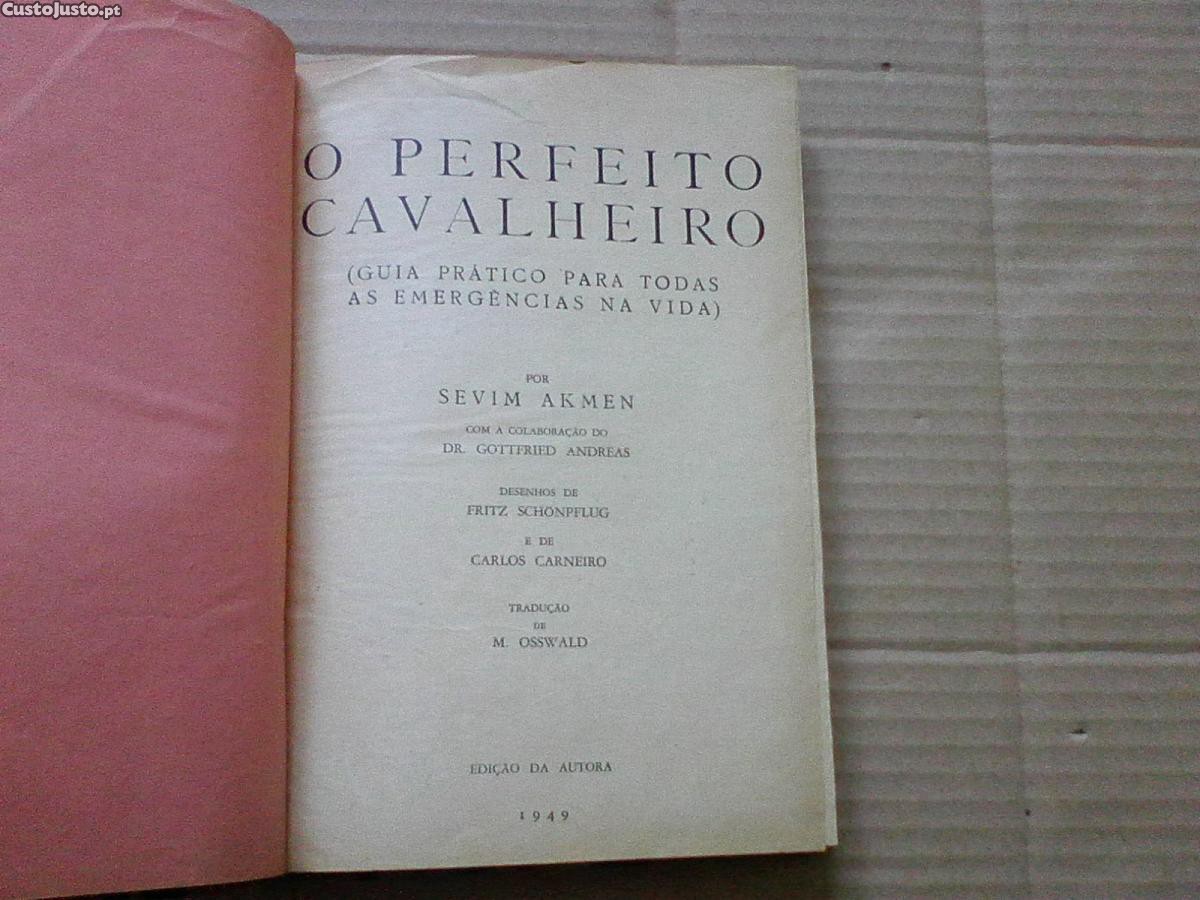 CustoJusto.pt
O PERFEITO
CAVALHEIRO
(GUIA PRÁTICO PARA TODAS
AS EMERGÊNCIAS NA VIDA)
POR
SEVIM AKMEN
COM A COLABORAÇÃO DO
DR. GOTTFRIED ANDREAS
DESENHOS DE
FRITZ SCHÖNPFLUG
E DE
CARLOS CARNEIRO
TRADUÇÃO
DE
M. OSSWALD
EDIÇÃO DA AUTORA
1949